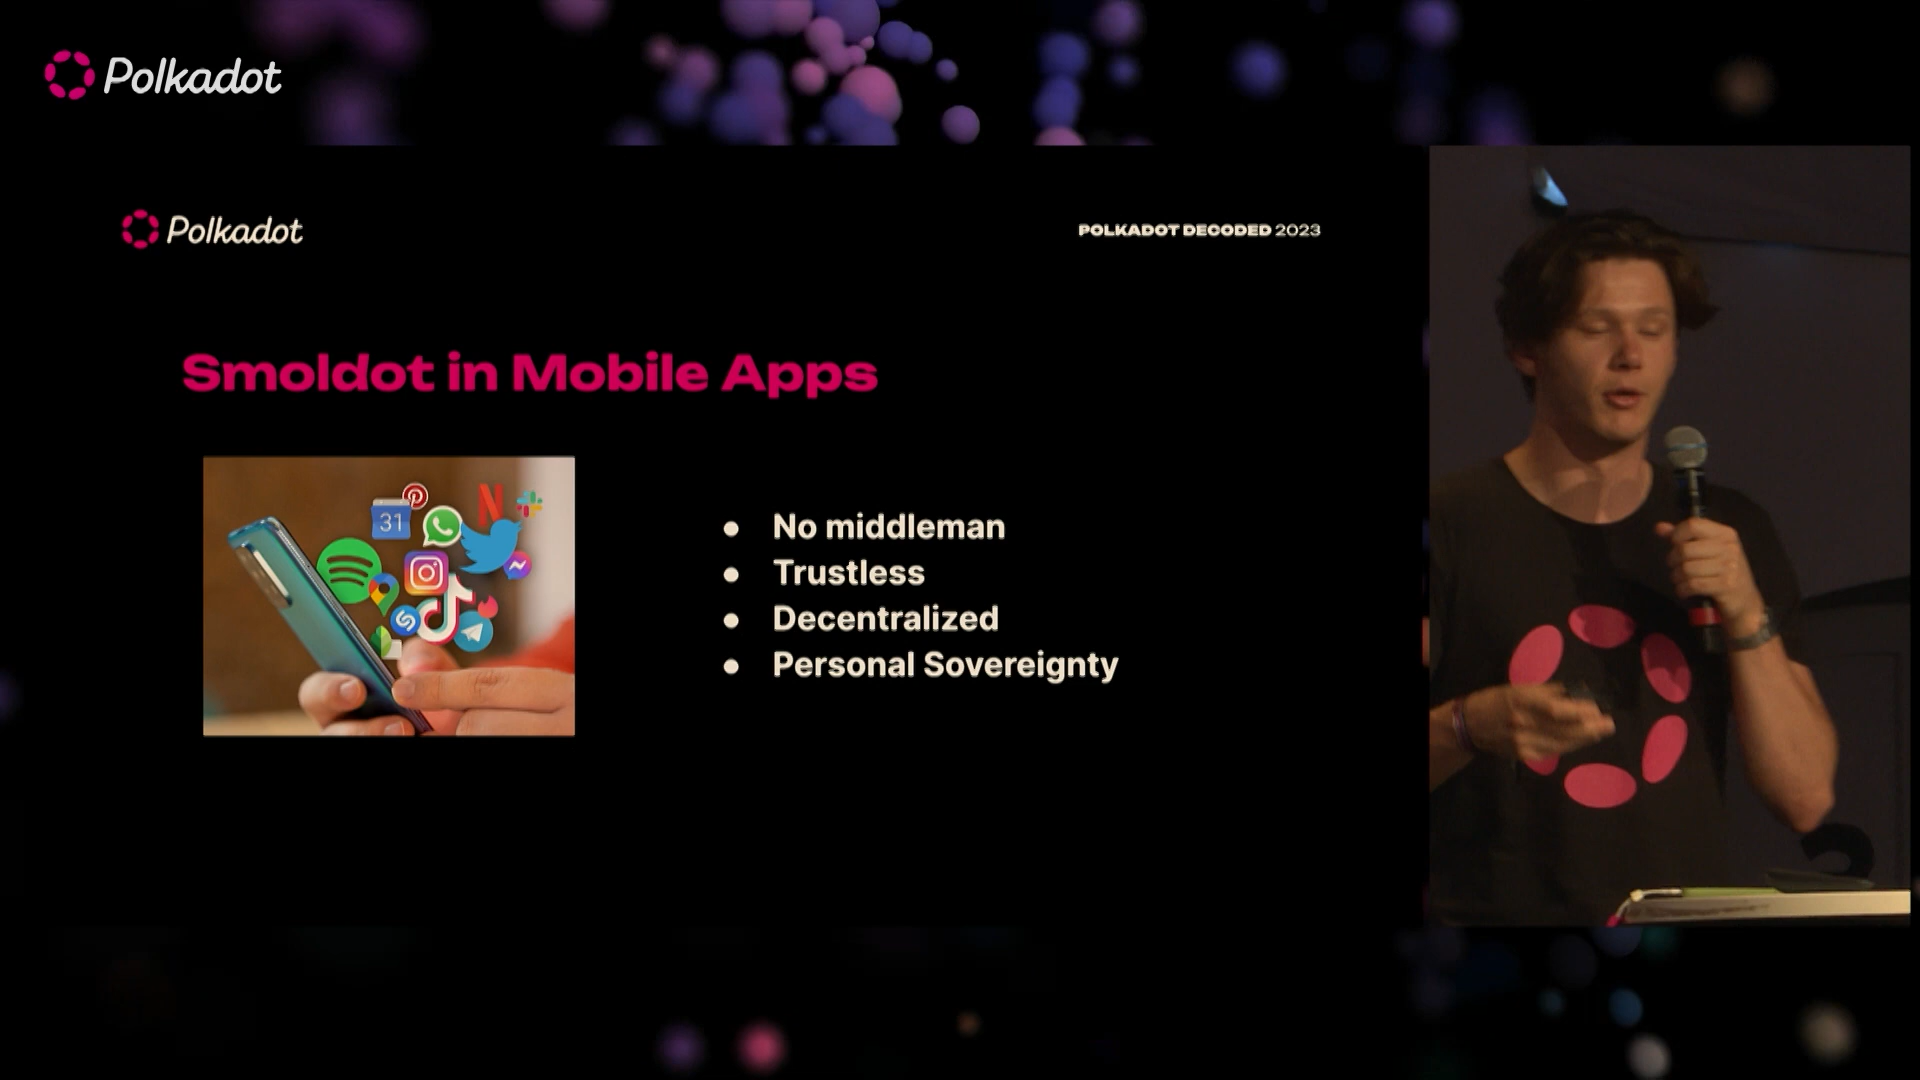 Polkadot
Polkadot
POLKADOT DECODED 2023
Smoldot in Mobile Apps
31
No middleman
Trustless
Decentralized
Personal Sovereignty